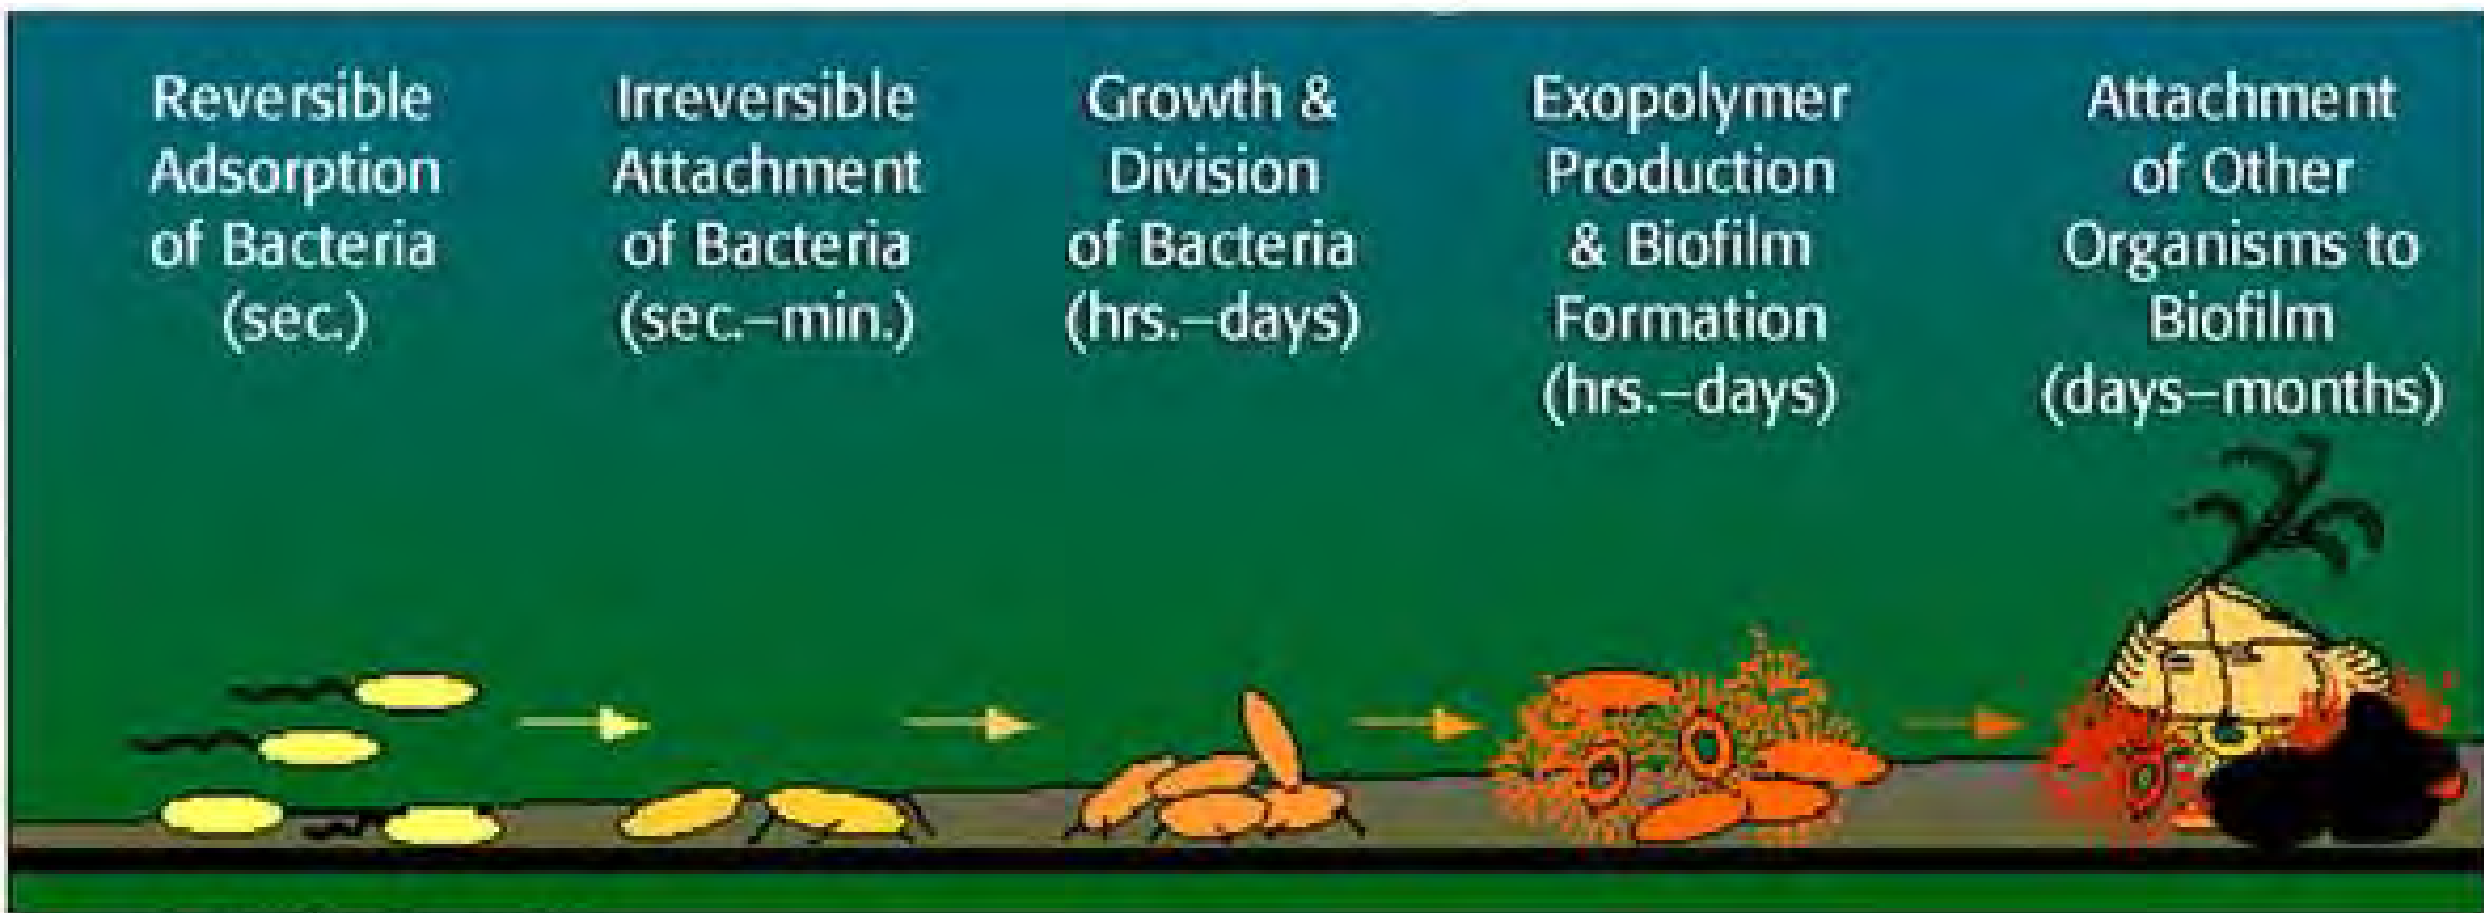 Reversible
Adsorption
of Bacteria
(sec.)
Irreversible
Attachment
of Bacteria
(sec.–min.)
Growth &
Division
of Bacteria
(hrs.–days)
Exopolymer
Production
& Biofilm
Formation
(hrs.–days)
Attachment
of Other
Organisms to
Biofilm
(days–months)